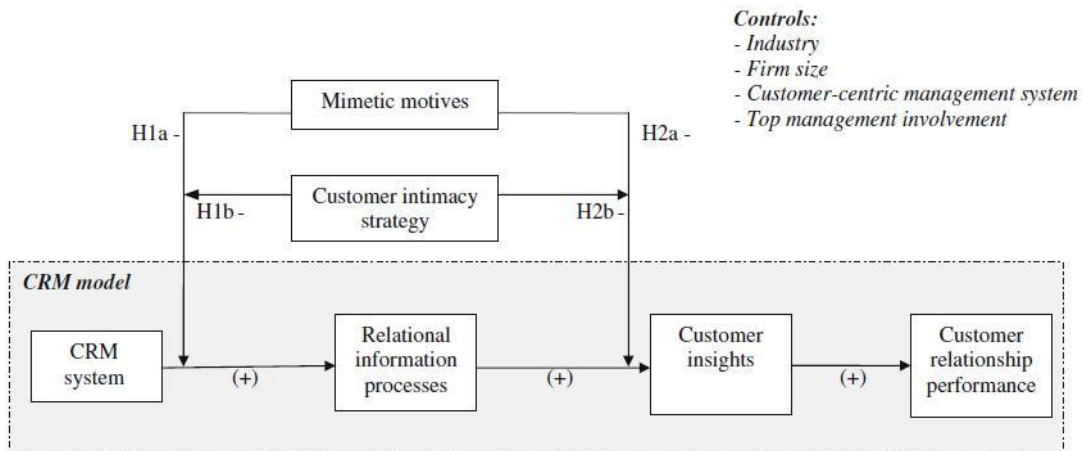 Controls:
- Industry
- Firm size
- Customer-centric management system
- Top management involvement
Mimetic motives
H1a -
H2a -
Customer intimacy
strategy
H1b -
H2b -
CRM model
CRM
system
(+)
Relational
information
processes
(+)
Customer
insights
(+)
Customer
relationship
performance